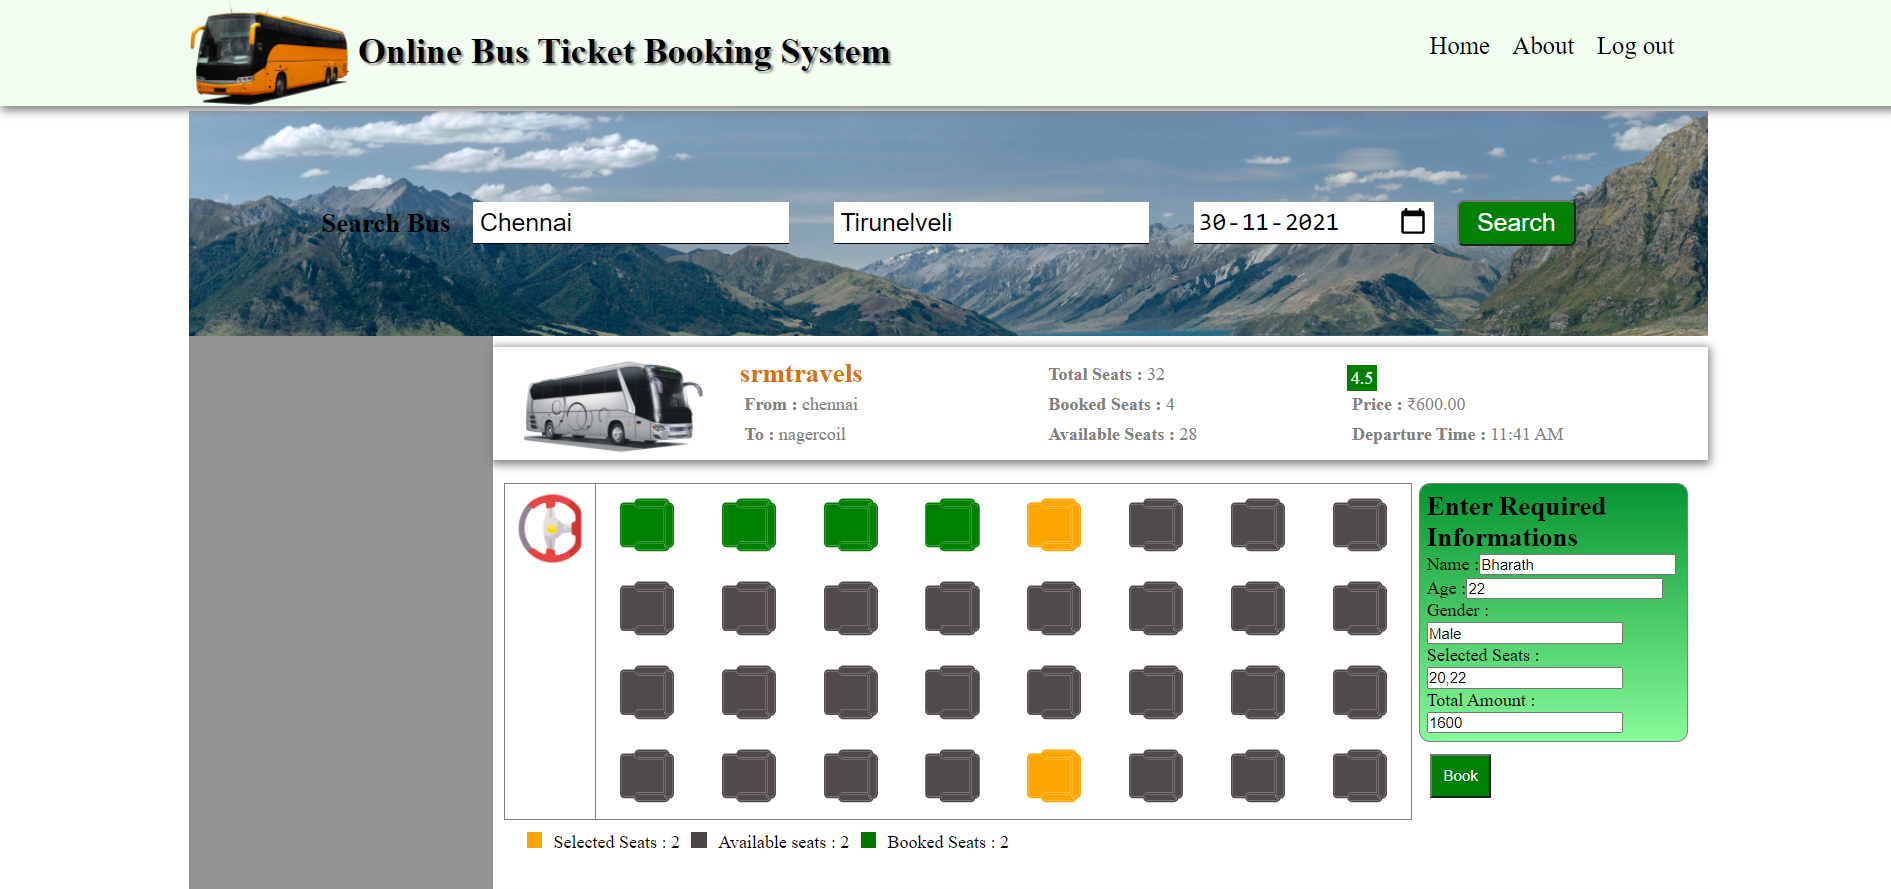 Online Bus Ticket Booking System
Home About Log out
Search Bus Chennai Tirunelveli 30-11-2021 Search
srmtravels
From : chennai
To : nagercoil
Total Seats : 32
Booked Seats : 4
Available Seats : 28
4.5
Price : ₹600.00
Departure Time : 11:41 AM
Enter Required
Informations
Name : Bharath
Age : 22
Gender :
Male
Selected Seats :
20,22
Total Amount :
1600
Book
Selected Seats : 2 Available seats : 2 Booked Seats : 2